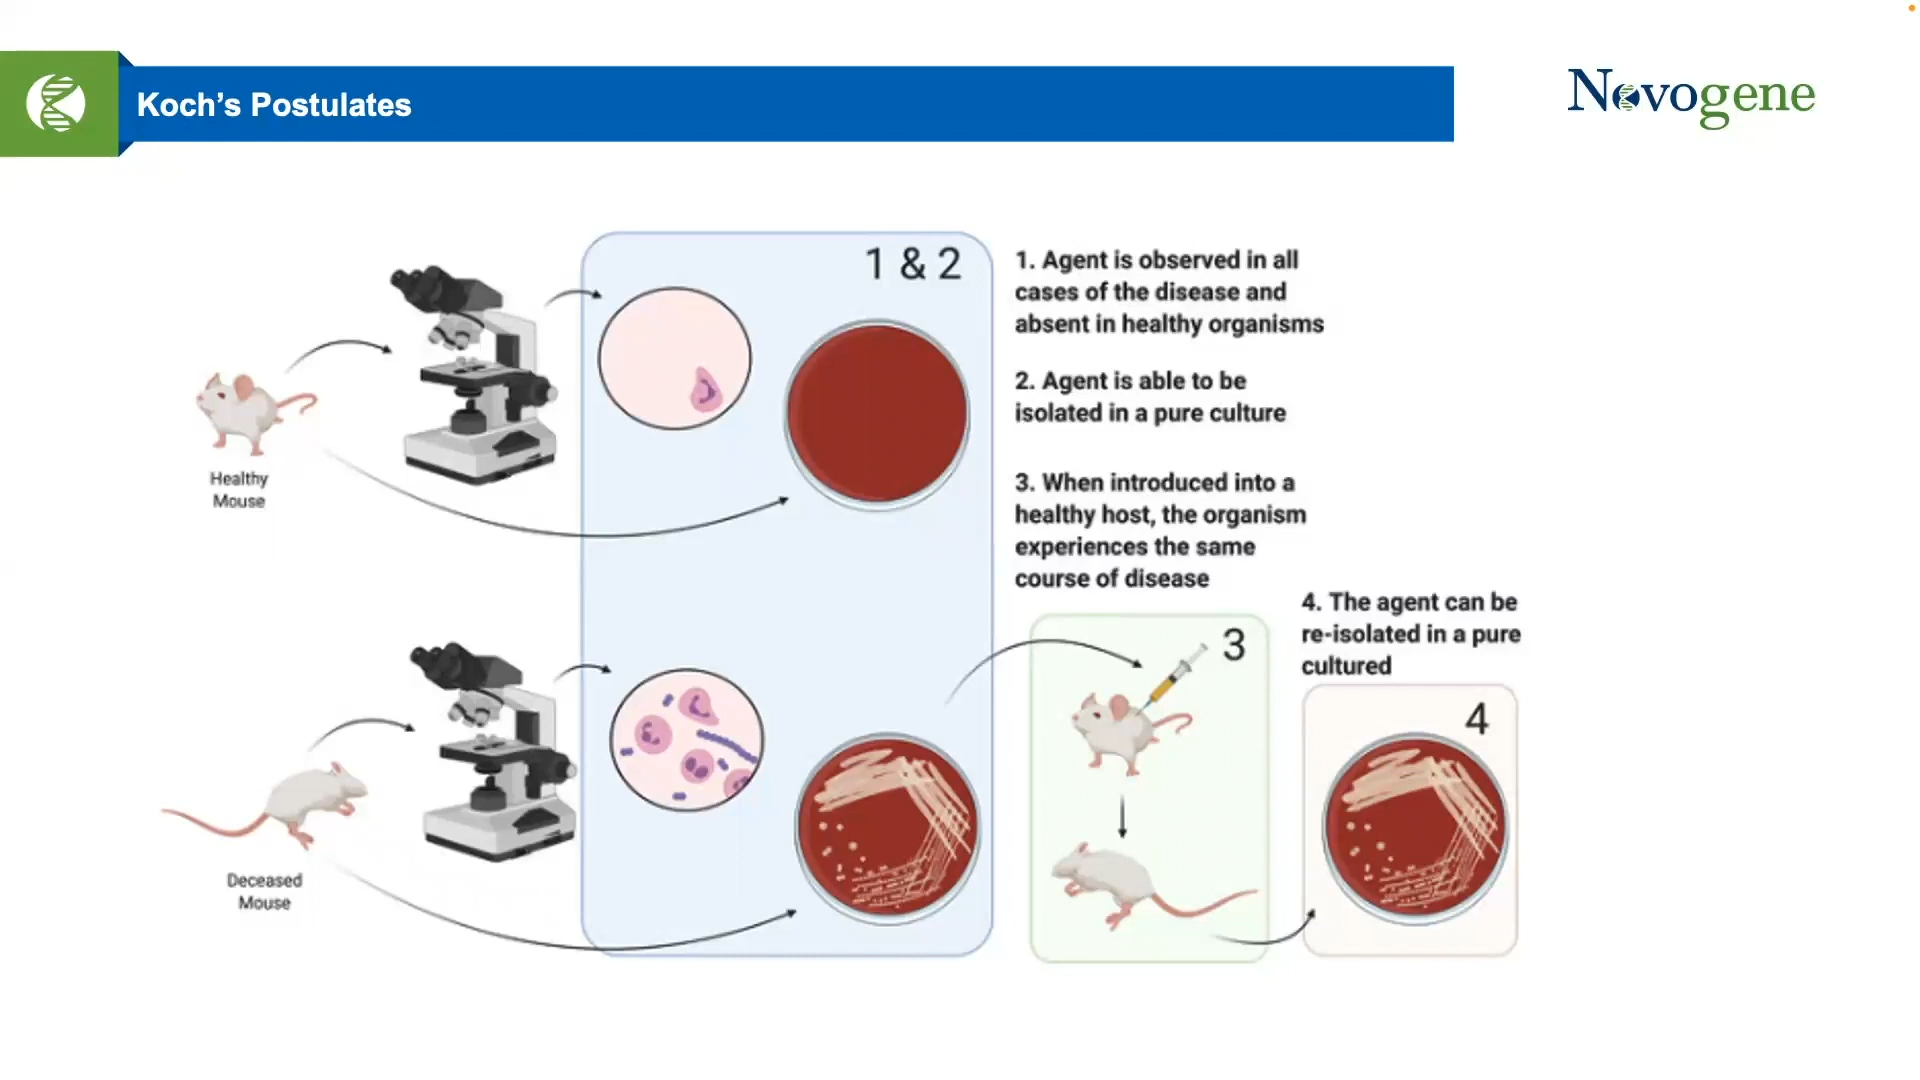 Koch’s Postulates
Novogene
1 & 2
1. Agent is observed in all
cases of the disease and
absent in healthy organisms
2. Agent is able to be
isolated in a pure culture
3. When introduced into a
healthy host, the organism
experiences the same
course of disease
Healthy
Mouse
4. The agent can be
re-isolated in a pure
cultured
3
4
Deceased
Mouse